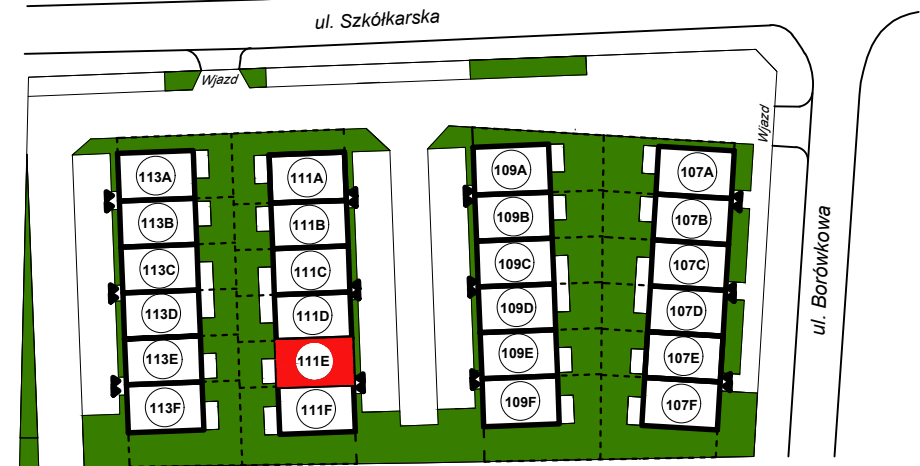 ul. Szkółkarska
Wjazd
Wjazd
ul. Borówkowa
113A
113B
113C
113D
113E
113F
111A
111B
111C
111D
111E
111F
109A
109B
109C
109D
109E
109F
107A
107B
107C
107D
107E
107F